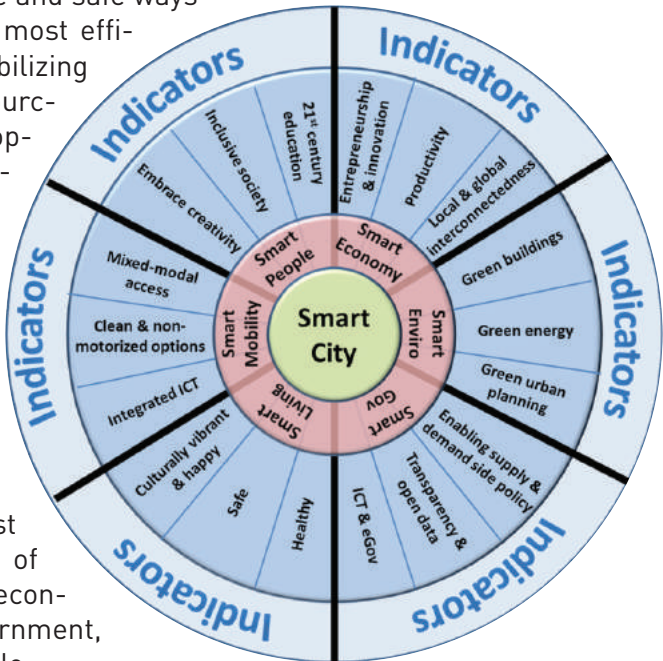 e and safe ways
most effi-
bilizing
ourc-
op-
-
st
of
econ-
ernment,
Smart
City
Smart
Economy
Entrepreneurship
& innovation
Productivity
Local & global
interconnectedness
Indicators
Smart
Enviro
Green buildings
Green energy
Green urban
planning
Indicators
Smart
Gov
Enabling supply &
demand side policy
Transparency &
open data
ICT & eGov
Indicators
Smart
Living
Healthy
Safe
Culturally vibrant
& happy
Indicators
Smart
Mobility
Integrated ICT
Clean & non-
motorized options
Mixed-modal
access
Indicators
Smart
People
Embrace creativity
Inclusive society
21st century
education
Indicators